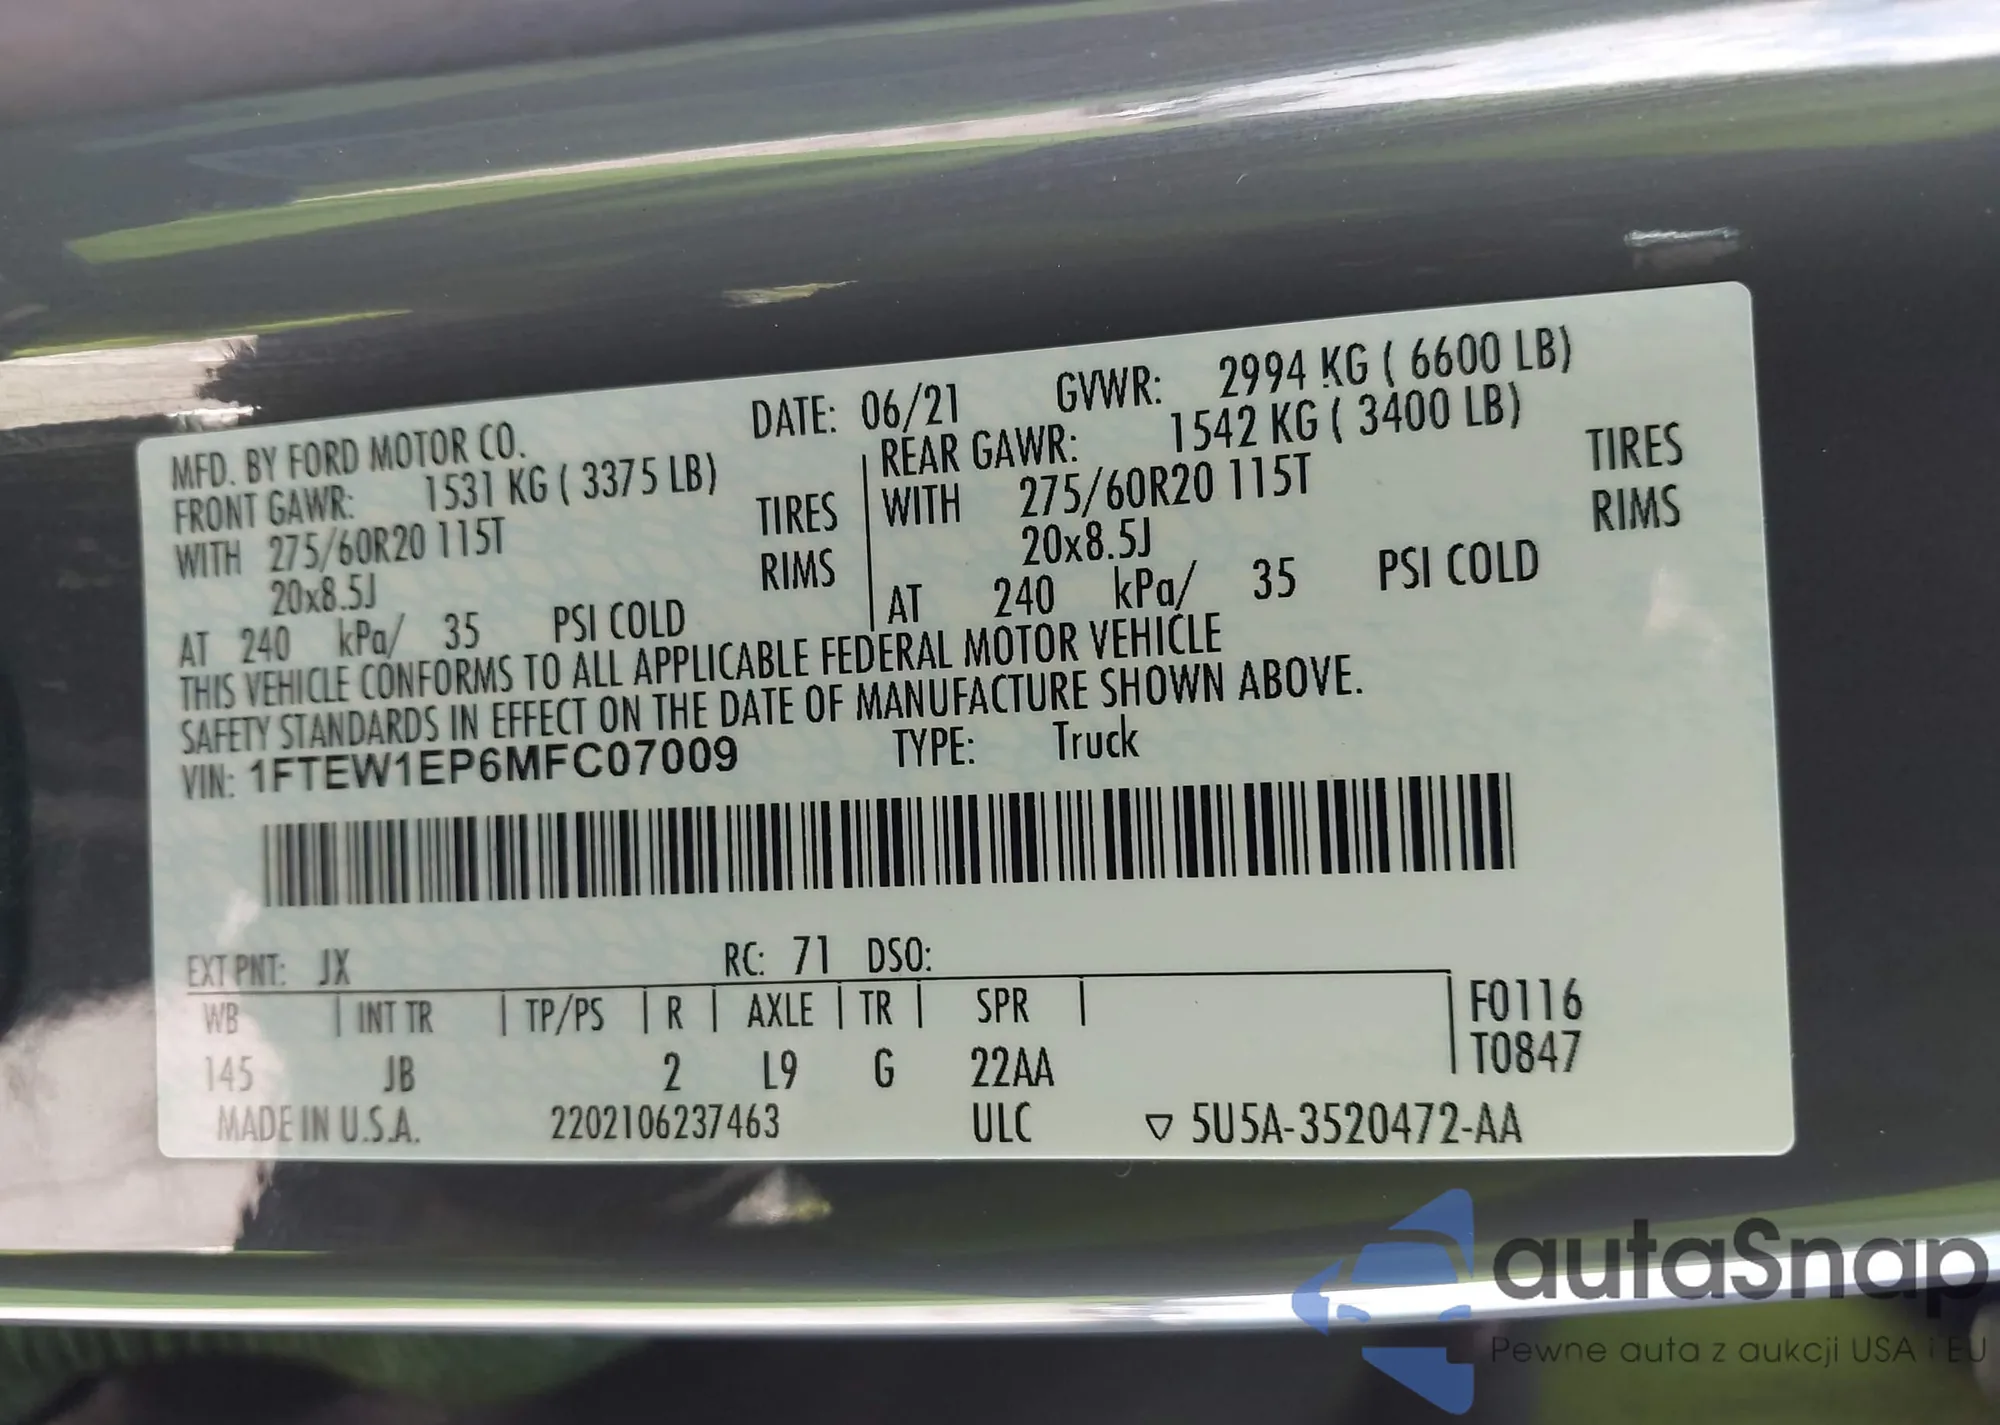 MFD. BY FORD MOTOR CO. DATE: 06/21 GVWR: 2994 KG ( 6600 LB)
FRONT GAWR: 1531 KG ( 3375 LB) REAR GAWR: 1542 KG ( 3400 LB)
WITH 275/60R20 115T TIRES WITH 275/60R20 115T TIRES
20x8.5J RIMS 20x8.5J RIMS
AT 240 kPa/ 35 PSI COLD AT 240 kPa/ 35 PSI COLD
THIS VEHICLE CONFORMS TO ALL APPLICABLE FEDERAL MOTOR VEHICLE
SAFETY STANDARDS IN EFFECT ON THE DATE OF MANUFACTURE SHOWN ABOVE.
VIN: 1FTEW1EP6MFC07009 TYPE: Truck
EXT PNT: JX RC: 71 DSO:
WB INT TR TP/PS R AXLE TR SPR F0116
145 JB 2 L9 G 22AA T0847
MADE IN U.S.A. 2202106237463 ULC ▽ 5U5A-3520472-AA
autaSnap
Pewne auta z aukcji USA i EU